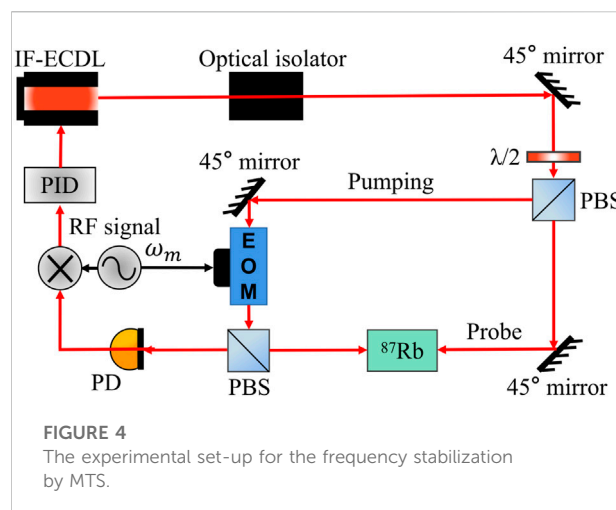 IF-ECDL
Optical isolator
45° mirror
λ/2
45° mirror
Pumping
PBS
PID
RF signal
ωm
EOM
Probe
87Rb
PD
PBS
45° mirror
FIGURE 4
The experimental set-up for the frequency stabilization
by MTS.